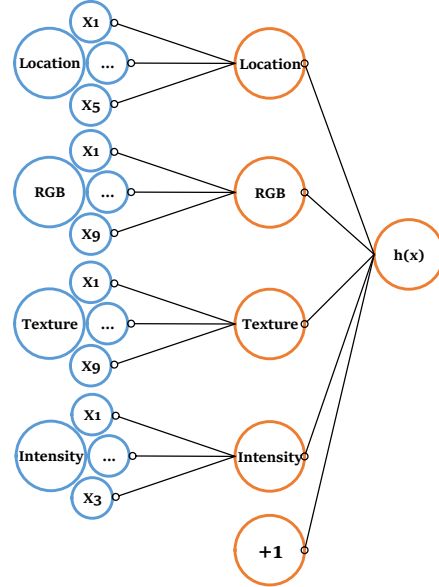 X1
Location
...
X5
Location
X1
RGB
...
X9
RGB
h(x)
X1
Texture
...
X9
Texture
X1
Intensity
...
X3
Intensity
+1